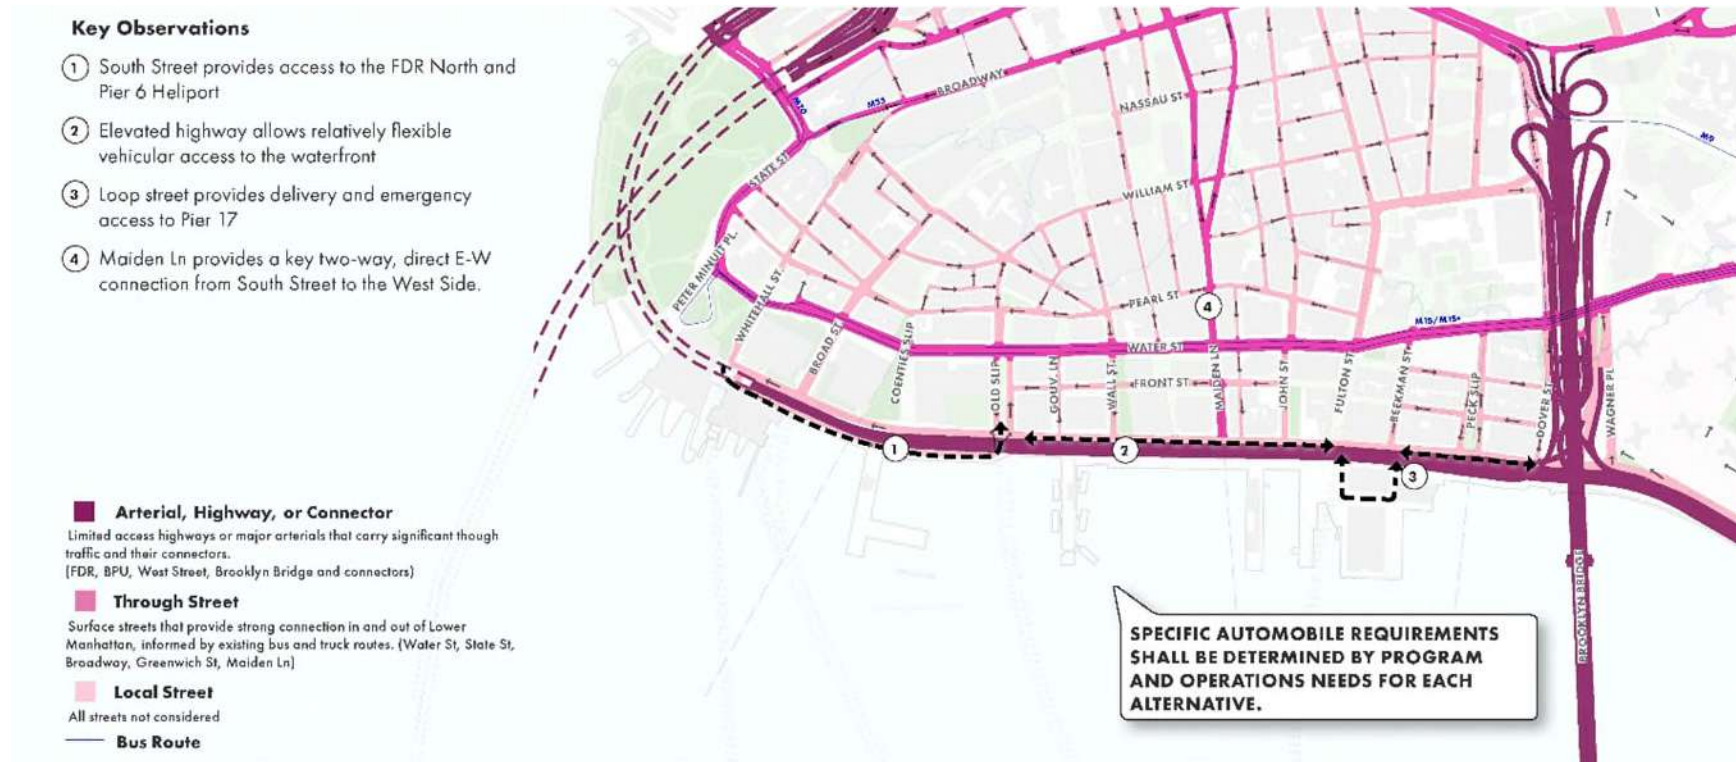 Key Observations
1 South Street provides access to the FDR North and
Pier 6 Heliport
2 Elevated highway allows relatively flexible
vehicular access to the waterfront
3 Loop street provides delivery and emergency
access to Pier 17
4 Maiden Ln provides a key two-way, direct E-W
connection from South Street to the West Side.
Arterial, Highway, or Connector
Limited access highways or major arterials that carry significant though
traffic and their connectors.
(FDR, BPU, West Street, Brooklyn Bridge and connectors)
Through Street
Surface streets that provide strong connection in and out of Lower
Manhattan, informed by existing bus and truck routes. (Water St, State St,
Broadway, Greenwich St, Maiden Ln)
Local Street
All streets not considered
Bus Route
M20
M55
BROADWAY
NASSAU ST
M9
STATE ST
WILLIAM ST
PETER MINUIT PL.
WHITEHALL ST.
BROAD ST
COENTIES SLIP
OLD SLIP
GOUV. LN
WALL ST
PEARL ST
4
WATER ST
M15/M15+
FRONT ST
MAIDEN LN
JOHN ST
FULTON ST
BEEKMAN ST
PECK SLIP
DOVER ST
WAGNER PL
1
2
3
BROOKLYN BRIDGE
SPECIFIC AUTOMOBILE REQUIREMENTS
SHALL BE DETERMINED BY PROGRAM
AND OPERATIONS NEEDS FOR EACH
ALTERNATIVE.